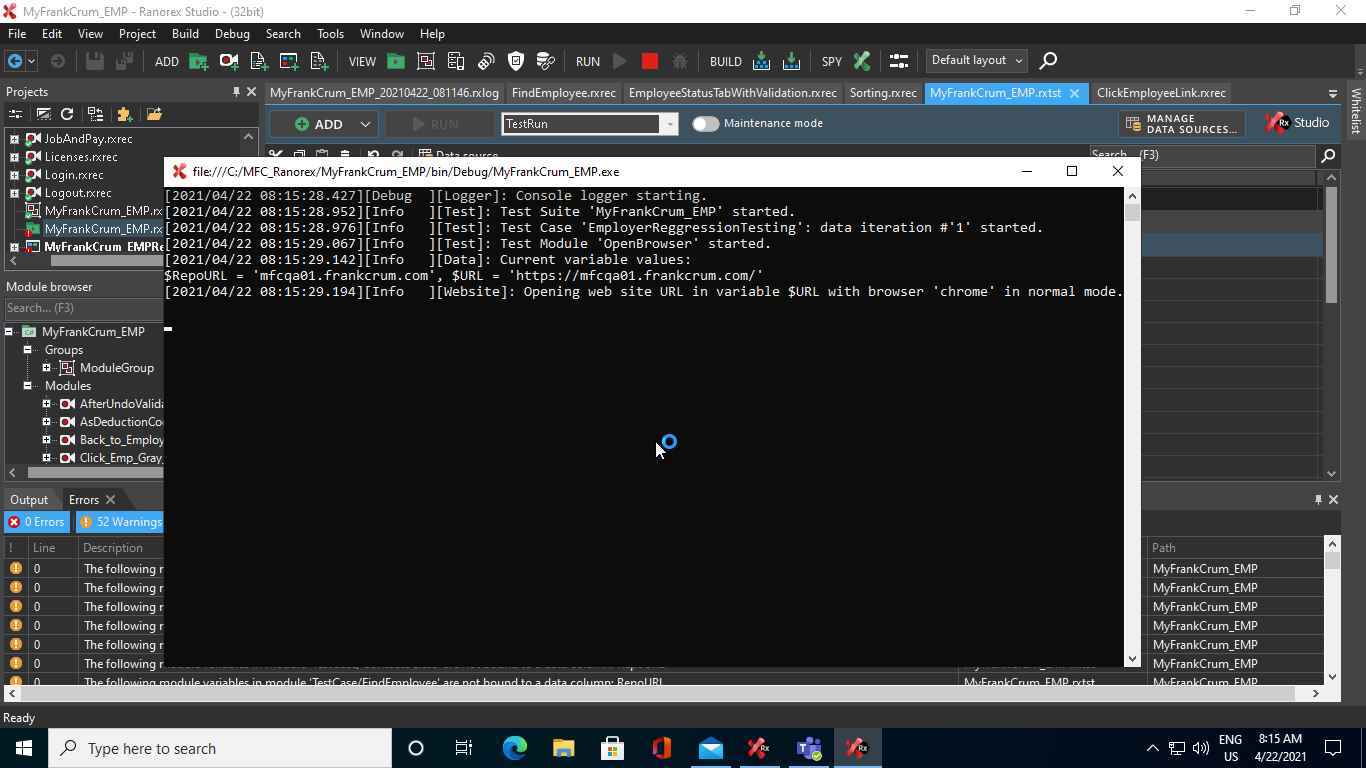 MyFrankCrum_EMP - Ranorex Studio - (32bit)
File Edit View Project Build Debug Search Tools Window Help
ADD VIEW RUN BUILD SPY Default layout
Projects
MyFrankCrum_EMP_20210422_081146.rxlog FindEmployee.rxrec EmployeeStatusTabWithValidation.rxrec Sorting.rxrec MyFrankCrum_EMP.rxtst ClickEmployeeLink.rxrec
Whitelist
ADD RUN TestRun Maintenance mode MANAGE DATA SOURCES... Rx Studio
Data source
Search... (F3)
JobAndPay.rxrec
Licenses.rxrec
Login.rxrec
Logout.rxrec
MyFrankCrum_EMP.rx
MyFrankCrum_EMP.rx
MyFrankCrum_EMPRe
Module browser
Search... (F3)
MyFrankCrum_EMP
Groups
ModuleGroup
Modules
AfterUndoValida
AsDeductionCo
Back_to_Employ
Click_Emp_Gray
file:///C:/MFC_Ranorex/MyFrankCrum_EMP/bin/Debug/MyFrankCrum_EMP.exe
[2021/04/22 08:15:28.427][Debug  ][Logger]: Console logger starting.
[2021/04/22 08:15:28.952][Info   ][Test]: Test Suite 'MyFrankCrum_EMP' started.
[2021/04/22 08:15:28.976][Info   ][Test]: Test Case 'EmployerReggressionTesting': data iteration #'1' started.
[2021/04/22 08:15:29.067][Info   ][Test]: Test Module 'OpenBrowser' started.
[2021/04/22 08:15:29.142][Info   ][Data]: Current variable values:
$RepoURL = 'mfcqa01.frankcrum.com', $URL = 'https://mfcqa01.frankcrum.com/'
[2021/04/22 08:15:29.194][Info   ][Website]: Opening web site URL in variable $URL with browser 'chrome' in normal mode.
Output Errors
0 Errors 52 Warnings
! Line Description Path
0 The following r MyFrankCrum_EMP
0 The following r MyFrankCrum_EMP
0 The following r MyFrankCrum_EMP
0 The following r MyFrankCrum_EMP
0 The following r MyFrankCrum_EMP
0 The following MyFrankCrum_EMP
0 The following module variables in module 'TestCase/FindEmployee' are not bound to a data column: RepoURL MyFrankCrum_EMP.rxtst MyFrankCrum_EMP
Ready
Type here to search
ENG US
8:15 AM
4/22/2021